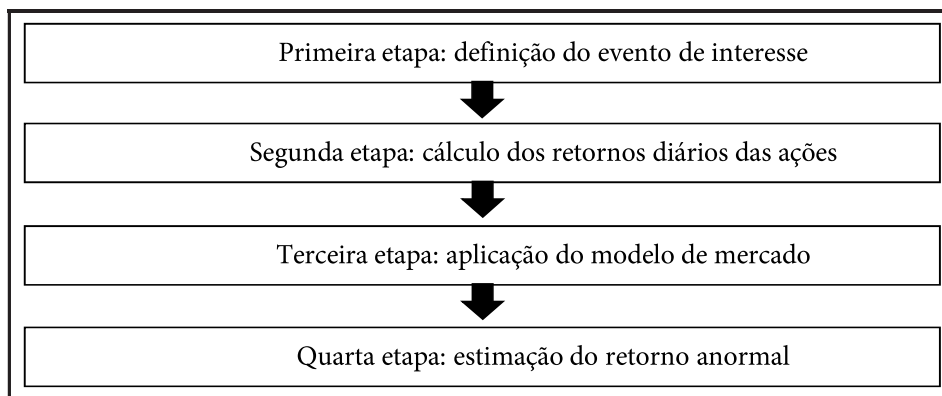 Primeira etapa: definição do evento de interesse
Segunda etapa: cálculo dos retornos diários das ações
Terceira etapa: aplicação do modelo de mercado
Quarta etapa: estimação do retorno anormal